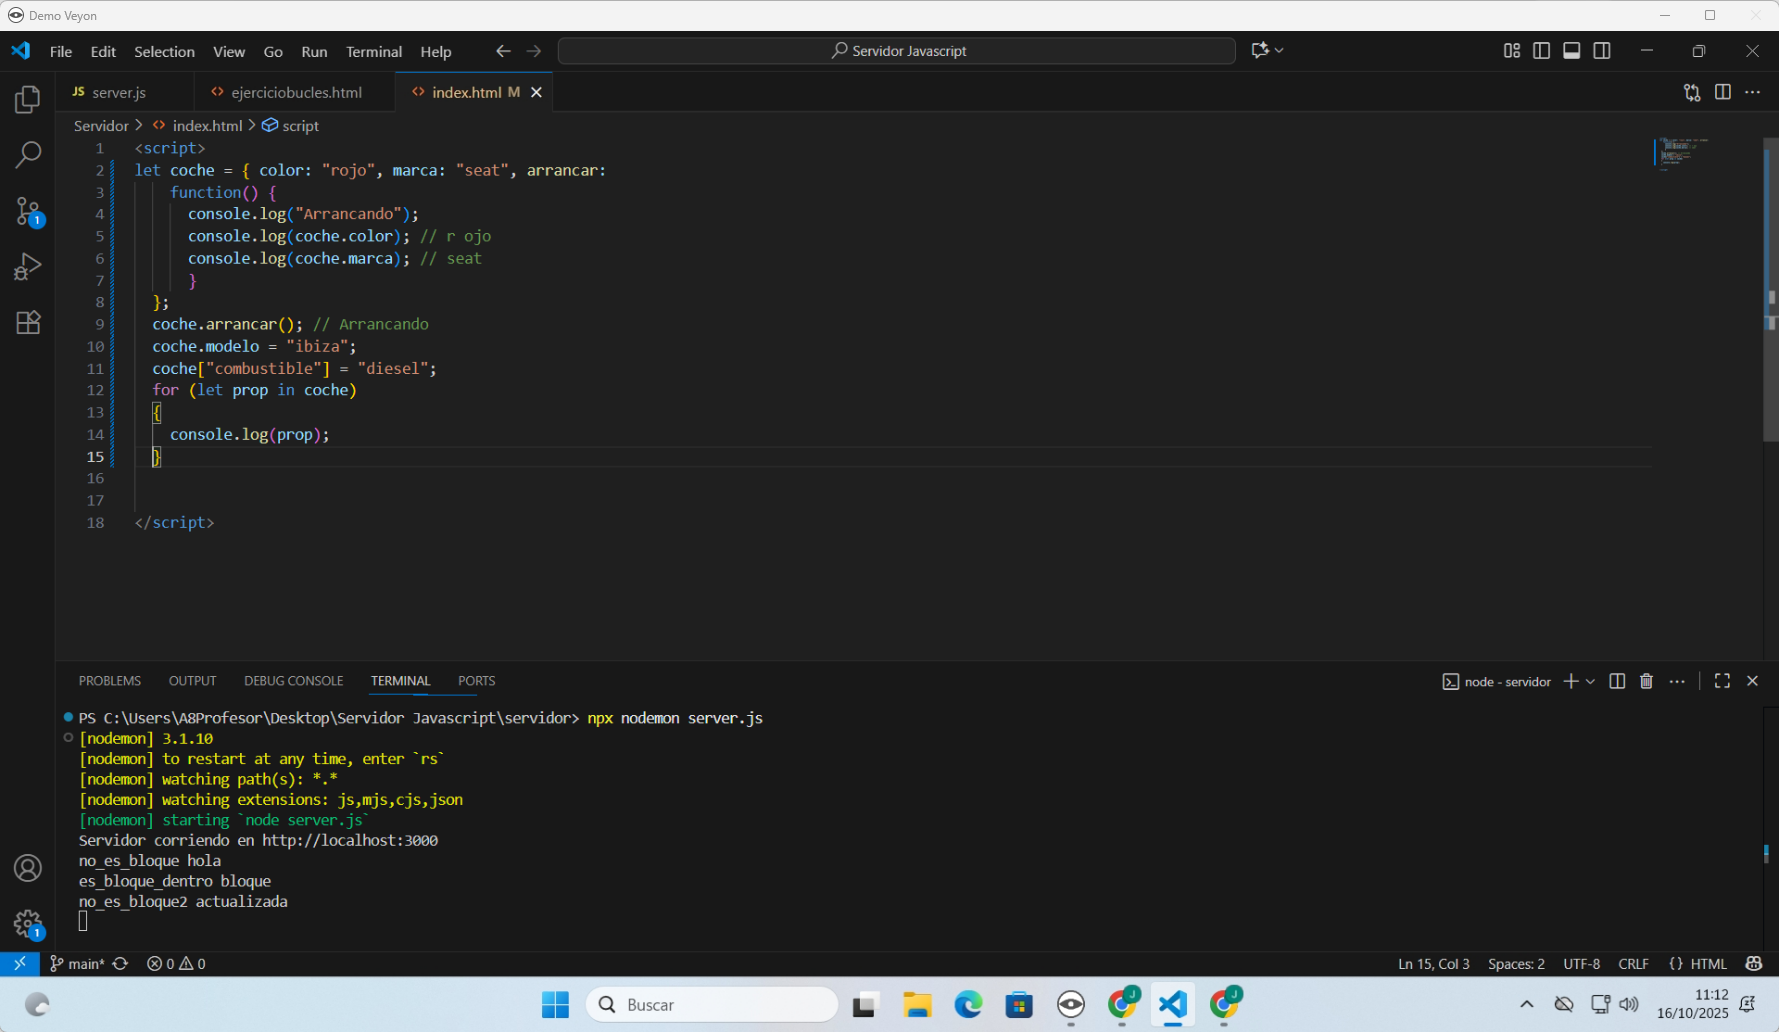 Demo Veyon
File Edit Selection View Go Run Terminal Help
Servidor Javascript
JS server.js
ejerciciobucles.html
index.html M
Servidor > index.html > script
1 <script>
2 let coche = { color: "rojo", marca: "seat", arrancar:
3 function() {
4 console.log("Arrancando");
5 console.log(coche.color); // r ojo
6 console.log(coche.marca); // seat
7 }
8 };
9 coche.arrancar(); // Arrancando
10 coche.modelo = "ibiza";
11 coche["combustible"] = "diesel";
12 for (let prop in coche)
13 {
14 console.log(prop);
15 }
16
17
18 </script>
1
1
PROBLEMS OUTPUT DEBUG CONSOLE TERMINAL PORTS
node - servidor
PS C:\Users\A8Profesor\Desktop\Servidor Javascript\servidor> npx nodemon server.js
[nodemon] 3.1.10
[nodemon] to restart at any time, enter `rs`
[nodemon] watching path(s): *.*
[nodemon] watching extensions: js,mjs,cjs,json
[nodemon] starting `node server.js`
Servidor corriendo en http://localhost:3000
no_es_bloque hola
es_bloque_dentro bloque
no_es_bloque2 actualizada
main* 0 0
Ln 15, Col 3 Spaces: 2 UTF-8 CRLF {} HTML
Buscar
J
J
11:12
16/10/2025